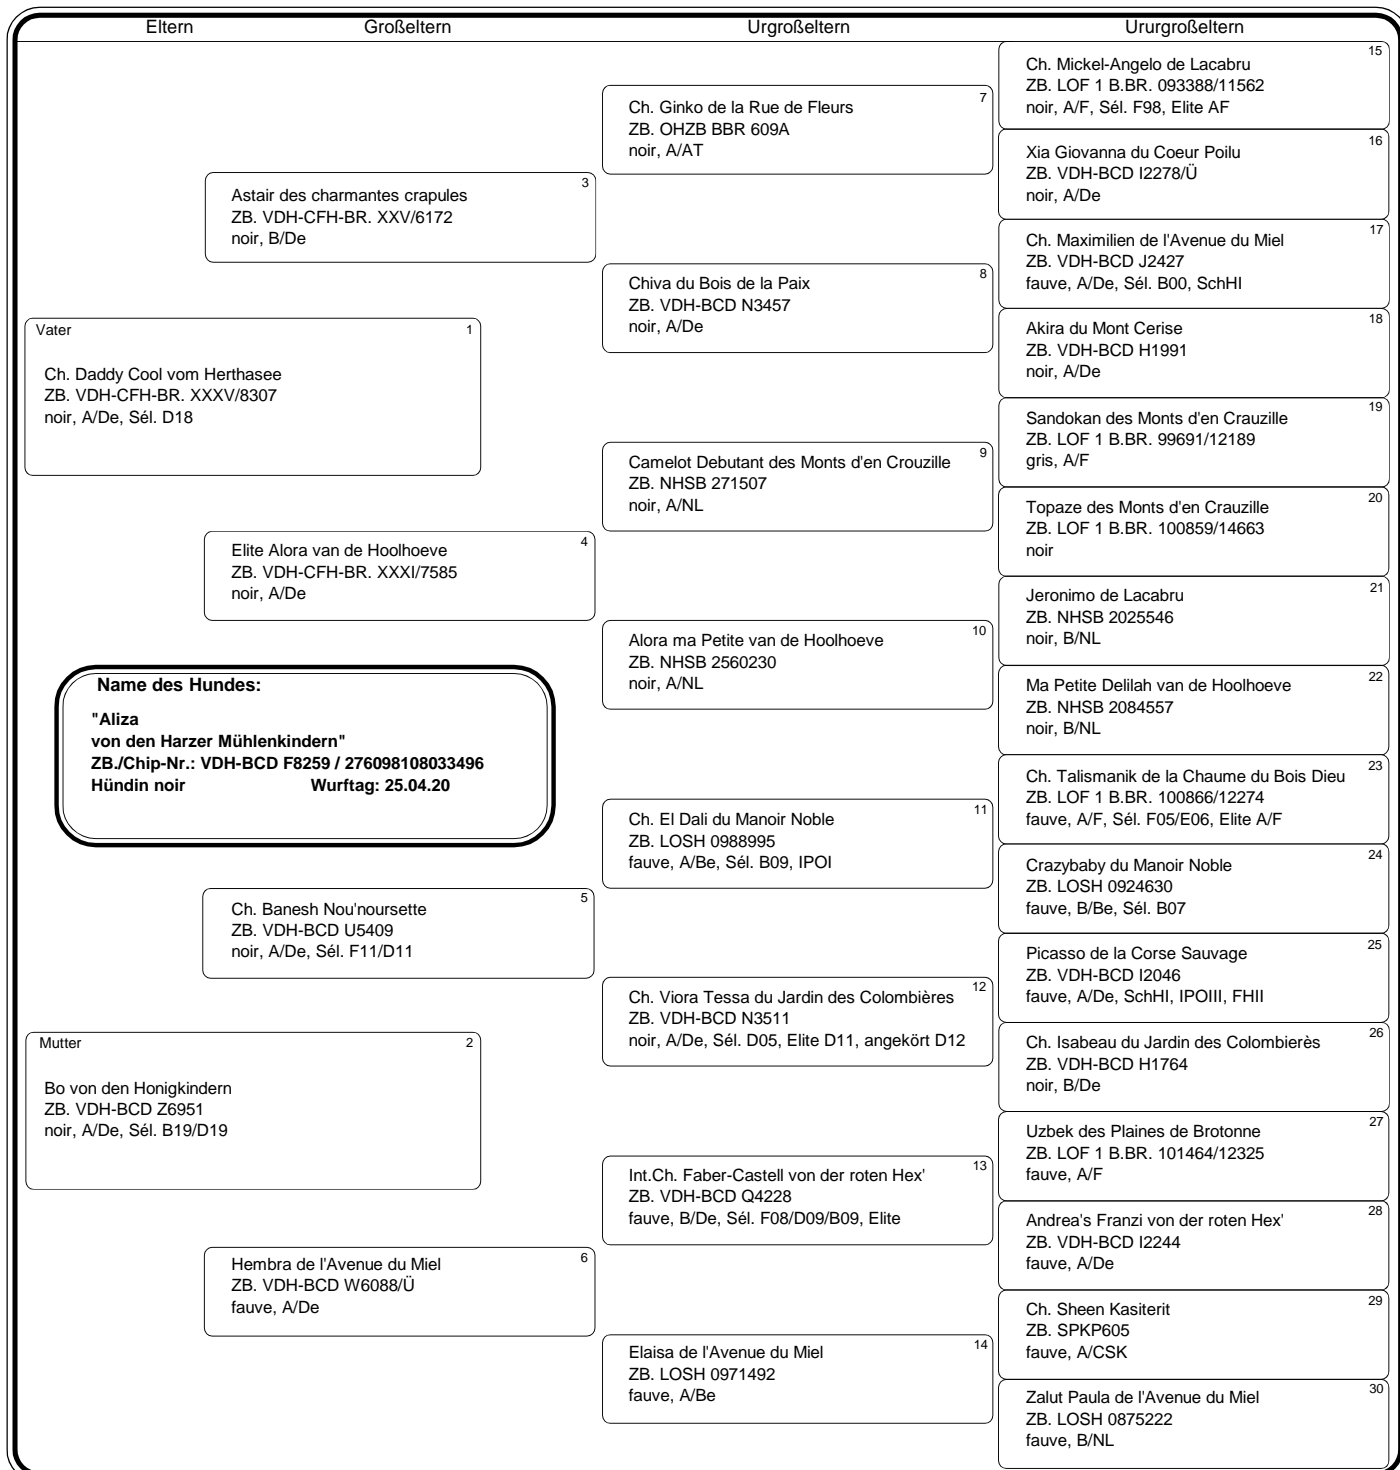 Eltern Großeltern Urgroßeltern Ururgroßeltern
Vater 1
Ch. Daddy Cool vom Herthasee
ZB. VDH-CFH-BR. XXXV/8307
noir, A/De, Sél. D18
Name des Hundes:
"Aliza
von den Harzer Mühlenkindern"
ZB./Chip-Nr.: VDH-BCD F8259 / 276098108033496
Hündin noir Wurftag: 25.04.20
Mutter 2
Bo von den Honigkindern
ZB. VDH-BCD Z6951
noir, A/De, Sél. B19/D19
3
Astair des charmantes crapules
ZB. VDH-CFH-BR. XXV/6172
noir, B/De
4
Elite Alora van de Hoolhoeve
ZB. VDH-CFH-BR. XXXI/7585
noir, A/De
5
Ch. Banesh Nou'noursette
ZB. VDH-BCD U5409
noir, A/De, Sél. F11/D11
6
Hembra de l'Avenue du Miel
ZB. VDH-BCD W6088/Ü
fauve, A/De
7
Ch. Ginko de la Rue de Fleurs
ZB. OHZB BBR 609A
noir, A/AT
8
Chiva du Bois de la Paix
ZB. VDH-BCD N3457
noir, A/De
9
Camelot Debutant des Monts d'en Crouzille
ZB. NHSB 271507
noir, A/NL
10
Alora ma Petite van de Hoolhoeve
ZB. NHSB 2560230
noir, A/NL
11
Ch. El Dali du Manoir Noble
ZB. LOSH 0988995
fauve, A/Be, Sél. B09, IPOI
12
Ch. Viora Tessa du Jardin des Colombières
ZB. VDH-BCD N3511
noir, A/De, Sél. D05, Elite D11, angekört D12
13
Int.Ch. Faber-Castell von der roten Hex'
ZB. VDH-BCD Q4228
fauve, B/De, Sél. F08/D09/B09, Elite
14
Elaisa de l'Avenue du Miel
ZB. LOSH 0971492
fauve, A/Be
15
Ch. Mickel-Angelo de Lacabru
ZB. LOF 1 B.BR. 093388/11562
noir, A/F, Sél. F98, Elite AF
16
Xia Giovanna du Coeur Poilu
ZB. VDH-BCD I2278/Ü
noir, A/De
17
Ch. Maximilien de l'Avenue du Miel
ZB. VDH-BCD J2427
fauve, A/De, Sél. B00, SchHI
18
Akira du Mont Cerise
ZB. VDH-BCD H1991
noir, A/De
19
Sandokan des Monts d'en Crauzille
ZB. LOF 1 B.BR. 99691/12189
gris, A/F
20
Topaze des Monts d'en Crauzille
ZB. LOF 1 B.BR. 100859/14663
noir
21
Jeronimo de Lacabru
ZB. NHSB 2025546
noir, B/NL
22
Ma Petite Delilah van de Hoolhoeve
ZB. NHSB 2084557
noir, B/NL
23
Ch. Talismanik de la Chaume du Bois Dieu
ZB. LOF 1 B.BR. 100866/12274
fauve, A/F, Sél. F05/E06, Elite A/F
24
Crazybaby du Manoir Noble
ZB. LOSH 0924630
fauve, B/Be, Sél. B07
25
Picasso de la Corse Sauvage
ZB. VDH-BCD I2046
fauve, A/De, SchHI, IPOIII, FHII
26
Ch. Isabeau du Jardin des Colombierès
ZB. VDH-BCD H1764
noir, B/De
27
Uzbek des Plaines de Brotonne
ZB. LOF 1 B.BR. 101464/12325
fauve, A/F
28
Andrea's Franzi von der roten Hex'
ZB. VDH-BCD I2244
fauve, A/De
29
Ch. Sheen Kasiterit
ZB. SPKP605
fauve, A/CSK
30
Zalut Paula de l'Avenue du Miel
ZB. LOSH 0875222
fauve, B/NL